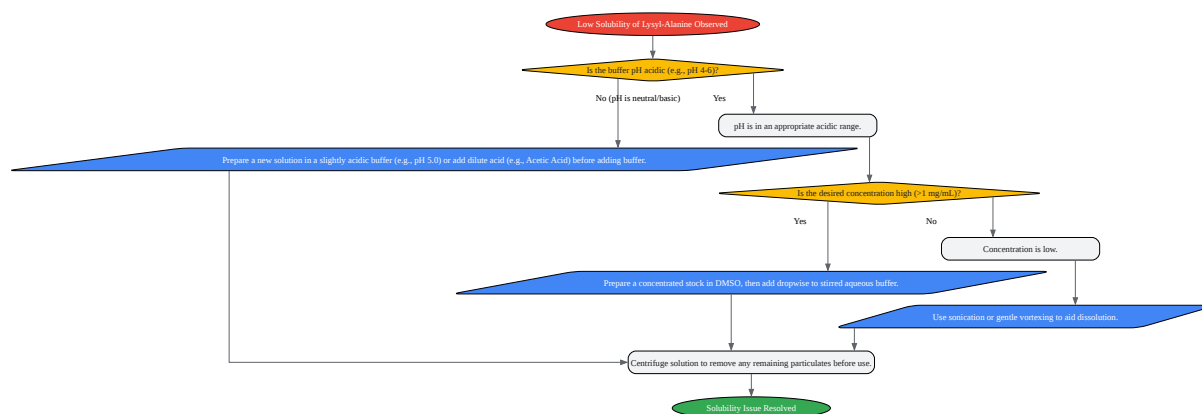 Low Solubility of Lysyl-Alanine Observed
Is the buffer pH acidic (e.g., pH 4-6)?
No (pH is neutral/basic)
Yes
pH is in an appropriate acidic range.
Prepare a new solution in a slightly acidic buffer (e.g., pH 5.0) or add dilute acid (e.g., Acetic Acid) before adding buffer.
Is the desired concentration high (>1 mg/mL)?
Yes
No
Concentration is low.
Prepare a concentrated stock in DMSO, then add dropwise to stirred aqueous buffer.
Use sonication or gentle vortexing to aid dissolution.
Centrifuge solution to remove any remaining particulates before use.
Solubility Issue Resolved